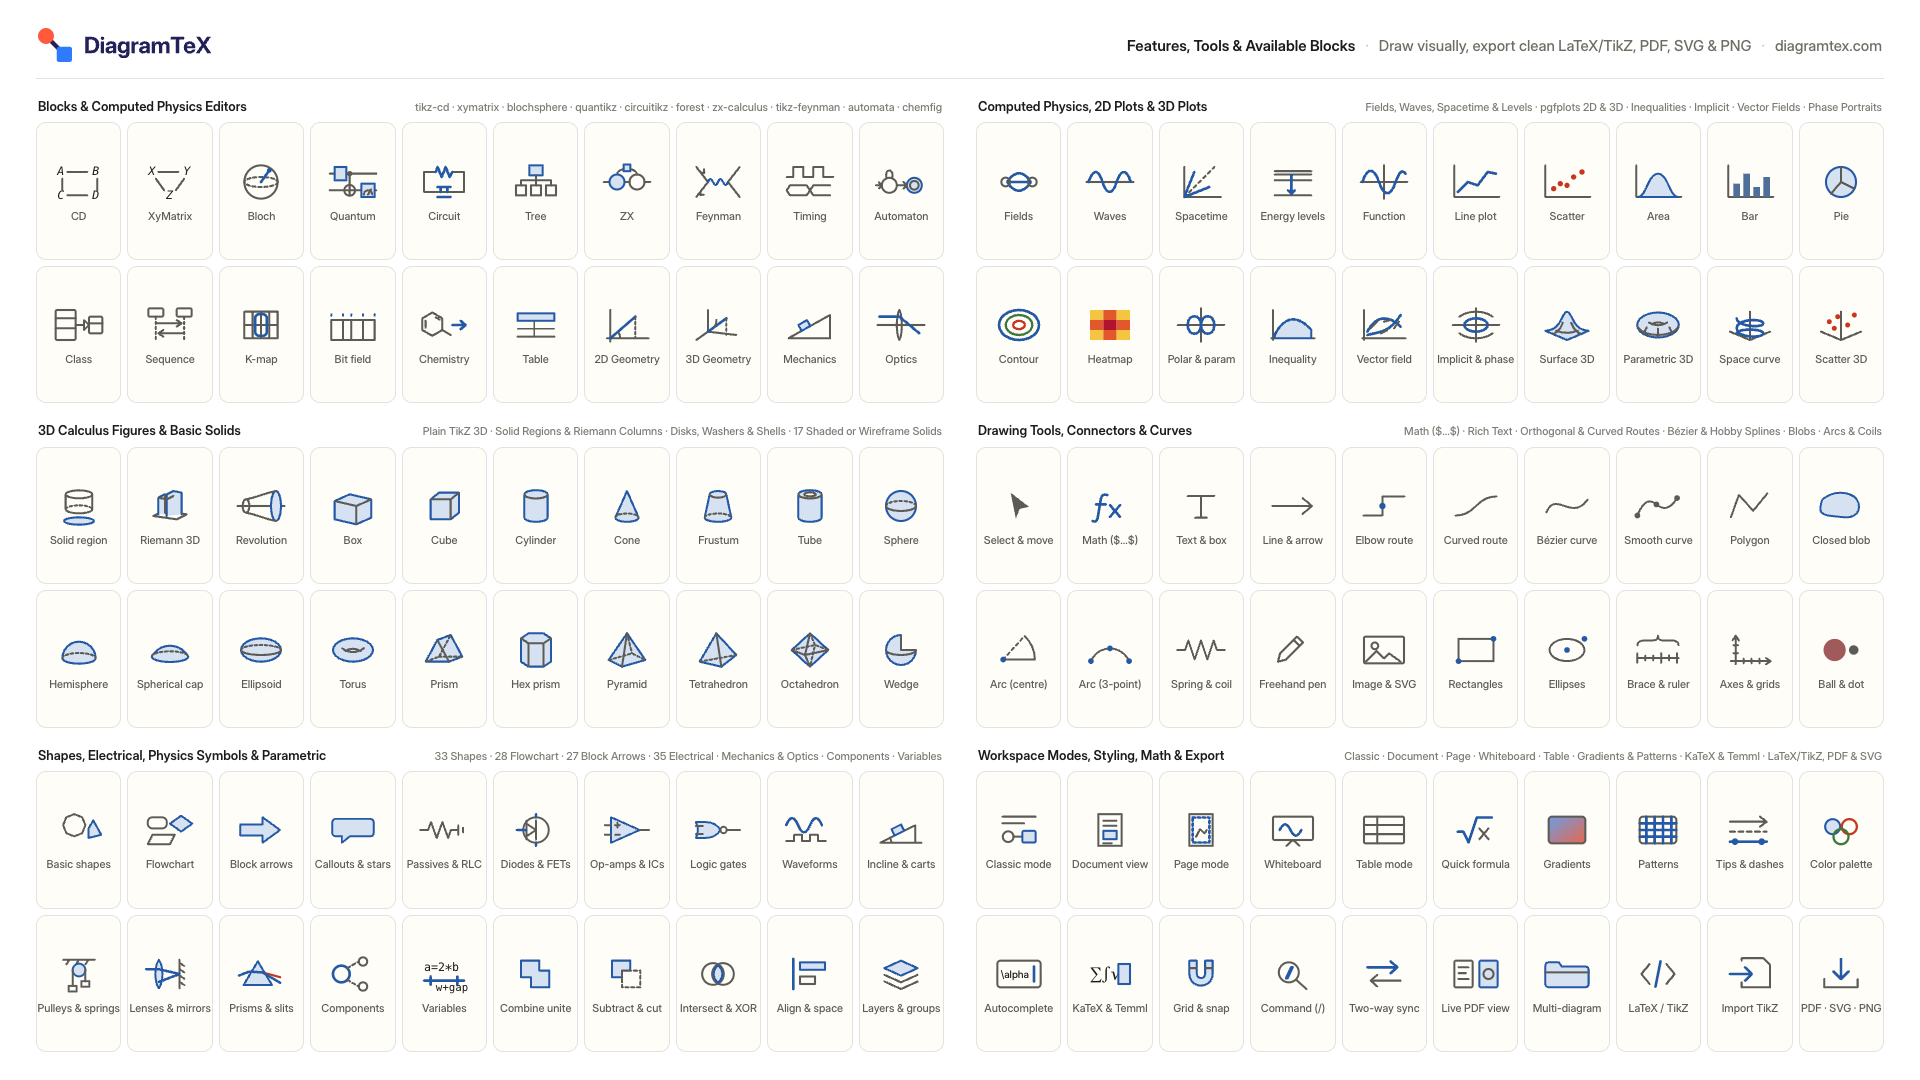 DiagramTeX
Features, Tools & Available Blocks · Draw visually, export clean LaTeX/TikZ, PDF, SVG & PNG · diagramtex.com
Blocks & Computed Physics Editors
tikz-cd · xymatrix · blochsphere · quantikz · circuitikz · forest · zx-calculus · tikz-feynman · automata · chemfig
A B
C D
X Y
Z
CD XyMatrix Bloch Quantum Circuit Tree ZX Feynman Timing Automaton
Class Sequence K-map Bit field Chemistry Table 2D Geometry 3D Geometry Mechanics Optics
Computed Physics, 2D Plots & 3D Plots
Fields, Waves, Spacetime & Levels · pgfplots 2D & 3D · Inequalities · Implicit · Vector Fields · Phase Portraits
Fields Waves Spacetime Energy levels Function Line plot Scatter Area Bar Pie
Contour Heatmap Polar & param Inequality Vector field Implicit & phase Surface 3D Parametric 3D Space curve Scatter 3D
3D Calculus Figures & Basic Solids
Plain TikZ 3D · Solid Regions & Riemann Columns · Disks, Washers & Shells · 17 Shaded or Wireframe Solids
Solid region Riemann 3D Revolution Box Cube Cylinder Cone Frustum Tube Sphere
Hemisphere Spherical cap Ellipsoid Torus Prism Hex prism Pyramid Tetrahedron Octahedron Wedge
Drawing Tools, Connectors & Curves
Math ($...$) · Rich Text · Orthogonal & Curved Routes · Bézier & Hobby Splines · Blobs · Arcs & Coils
fx T
Select & move Math ($...$) Text & box Line & arrow Elbow route Curved route Bézier curve Smooth curve Polygon Closed blob
Arc (centre) Arc (3-point) Spring & coil Freehand pen Image & SVG Rectangles Ellipses Brace & ruler Axes & grids Ball & dot
Shapes, Electrical, Physics Symbols & Parametric
33 Shapes · 28 Flowchart · 27 Block Arrows · 35 Electrical · Mechanics & Optics · Components · Variables
Basic shapes Flowchart Block arrows Callouts & stars Passives & RLC Diodes & FETs Op-amps & ICs Logic gates Waveforms Incline & carts
a=2*b
w+gap
Pulleys & springs Lenses & mirrors Prisms & slits Components Variables Combine unite Subtract & cut Intersect & XOR Align & space Layers & groups
Workspace Modes, Styling, Math & Export
Classic · Document · Page · Whiteboard · Table · Gradients & Patterns · KaTeX & Temml · LaTeX/TikZ, PDF & SVG
√x
Classic mode Document view Page mode Whiteboard Table mode Quick formula Gradients Patterns Tips & dashes Color palette
\alpha ∑∫√ </>
Autocomplete KaTeX & Temml Grid & snap Command (/) Two-way sync Live PDF view Multi-diagram LaTeX / TikZ Import TikZ PDF · SVG · PNG